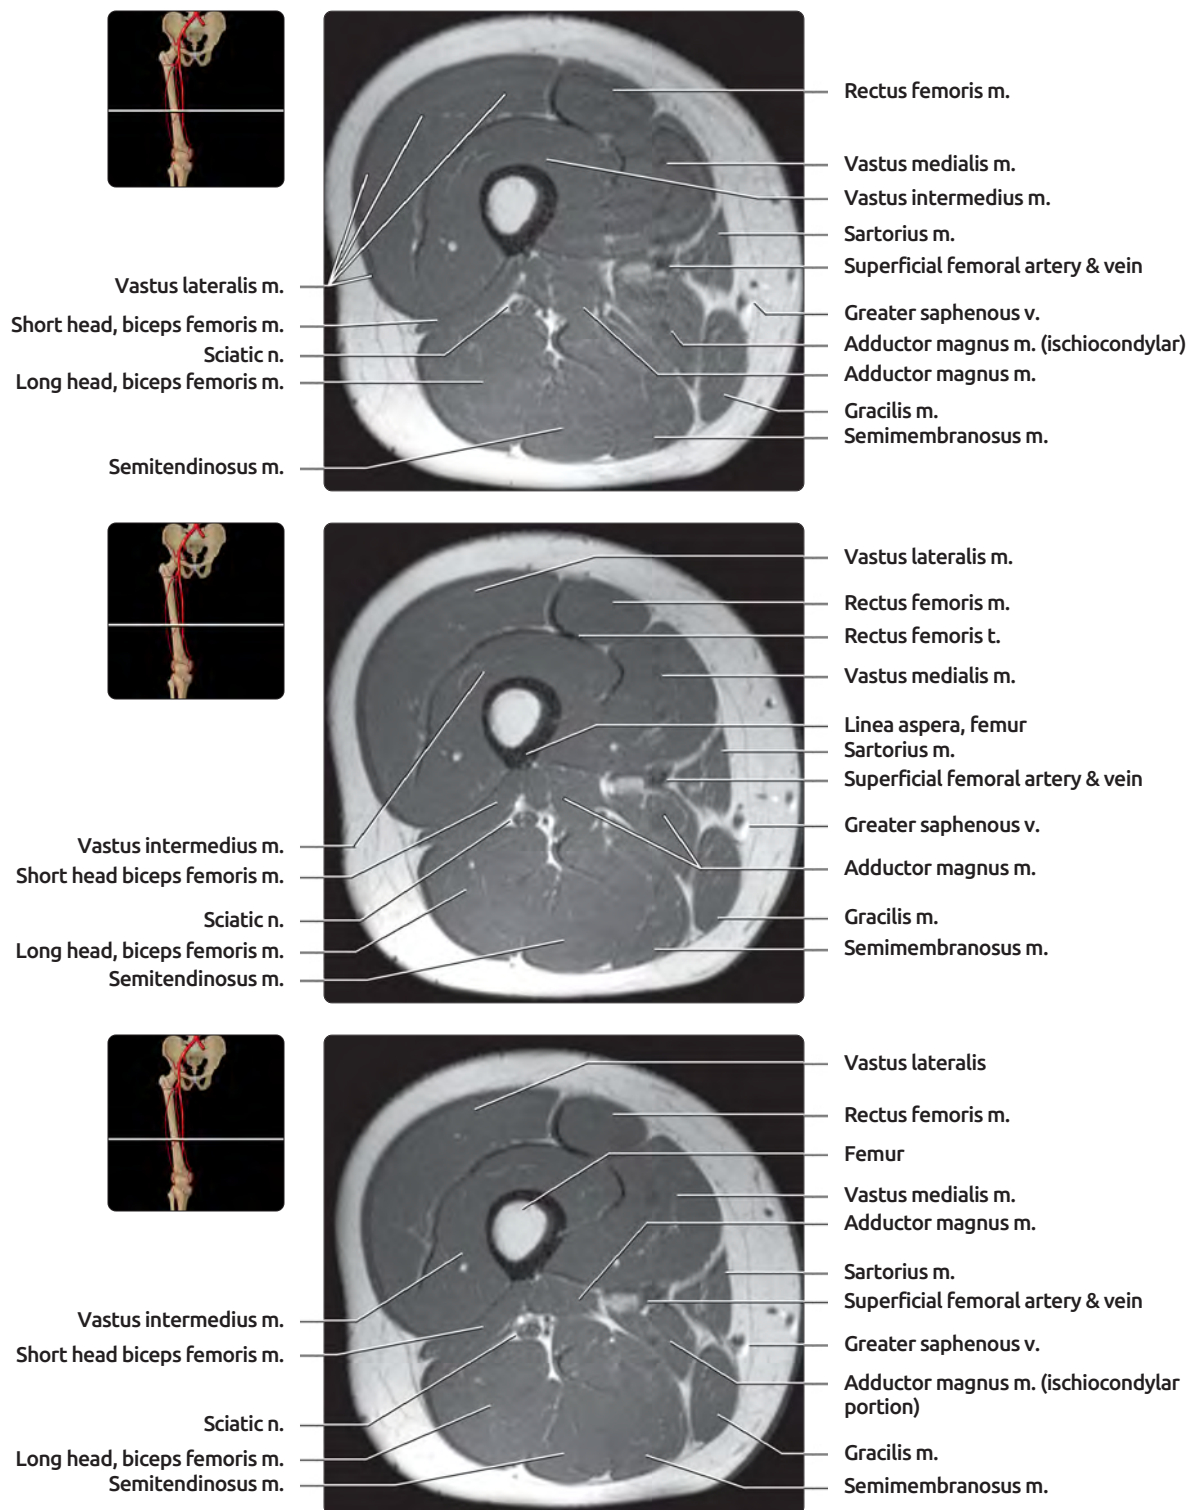 Rectus femoris m.
Vastus medialis m.
Vastus intermedius m.
Sartorius m.
Superficial femoral artery & vein
Greater saphenous v.
Adductor magnus m. (ischiocondylar)
Adductor magnus m.
Gracilis m.
Semimembranosus m.
Vastus lateralis m.
Short head, biceps femoris m.
Sciatic n.
Long head, biceps femoris m.
Semitendinosus m.
Vastus lateralis m.
Rectus femoris m.
Rectus femoris t.
Vastus medialis m.
Linea aspera, femur
Sartorius m.
Superficial femoral artery & vein
Greater saphenous v.
Adductor magnus m.
Gracilis m.
Semimembranosus m.
Vastus intermedius m.
Short head biceps femoris m.
Sciatic n.
Long head, biceps femoris m.
Semitendinosus m.
Vastus lateralis
Rectus femoris m.
Femur
Vastus medialis m.
Adductor magnus m.
Sartorius m.
Superficial femoral artery & vein
Greater saphenous v.
Adductor magnus m. (ischiocondylar
portion)
Gracilis m.
Semimembranosus m.
Vastus intermedius m.
Short head biceps femoris m.
Sciatic n.
Long head, biceps femoris m.
Semitendinosus m.